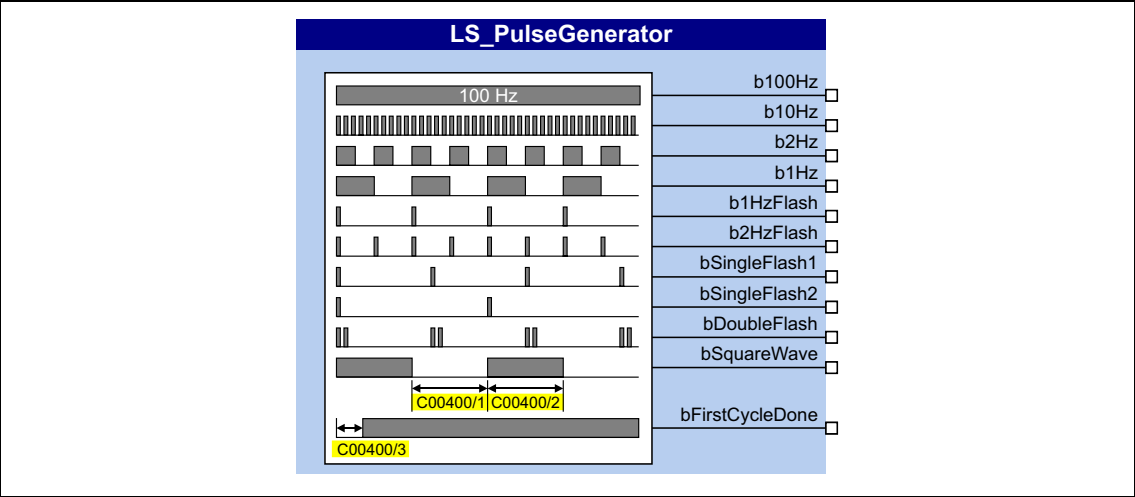 LS_PulseGenerator
100 Hz
b100Hz
b10Hz
b2Hz
b1Hz
b1HzFlash
b2HzFlash
bSingleFlash1
bSingleFlash2
bDoubleFlash
bSquareWave
C00400/1 C00400/2
bFirstCycleDone
C00400/3